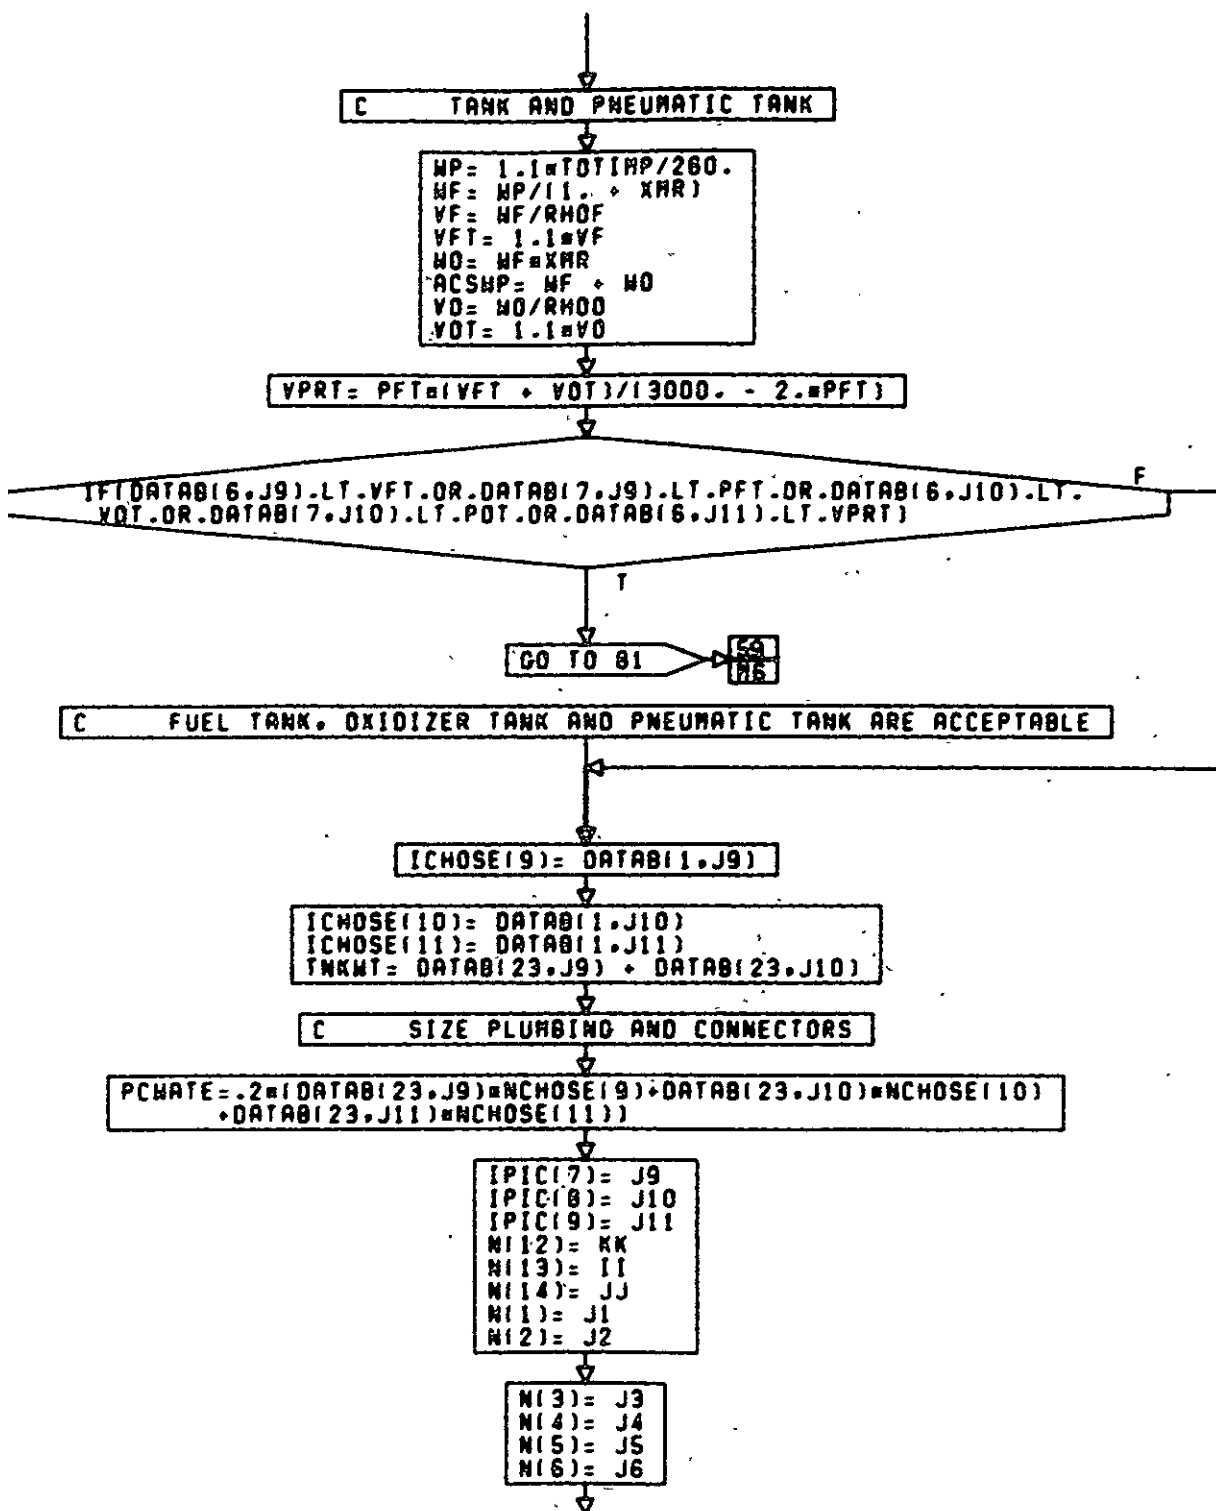 C TANK AND PNEUMATIC TANK
WP= 1.1*TOTIMP/260.
WF= WP/(1. + XMR)
VF= WF/RHOF
VFT= 1.1*VF
WO= WF*XMR
ACSWP= WF + WO
VO= WO/RHOO
VOT= 1.1*VO
VPRT= PFT*(VFT + VOT)/(3000. - 2.*PFT)
F
IF(DATAB(6,J9).LT.VFT.OR.DATAB(7,J9).LT.PFT.OR.DATAB(6,J10).LT.
VOT.OR.DATAB(7,J10).LT.POT.OR.DATAB(6,J11).LT.VPRT)
T
GO TO 81
59
M6
C FUEL TANK, OXIDIZER TANK AND PNEUMATIC TANK ARE ACCEPTABLE
ICHOSE(9)= DATAB(1,J9)
ICHOSE(10)= DATAB(1,J10)
ICHOSE(11)= DATAB(1,J11)
TNKWT= DATAB(23,J9) + DATAB(23,J10)
C SIZE PLUMBING AND CONNECTORS
PCWATE=.2*(DATAB(23,J9)*NCHOSE(9)+DATAB(23,J10)*NCHOSE(10)
+DATAB(23,J11)*NCHOSE(11))
IPIC(7)= J9
IPIC(8)= J10
IPIC(9)= J11
N(12)= KK
N(13)= II
N(14)= JJ
N(1)= J1
N(2)= J2
N(3)= J3
N(4)= J4
N(5)= J5
N(6)= J6